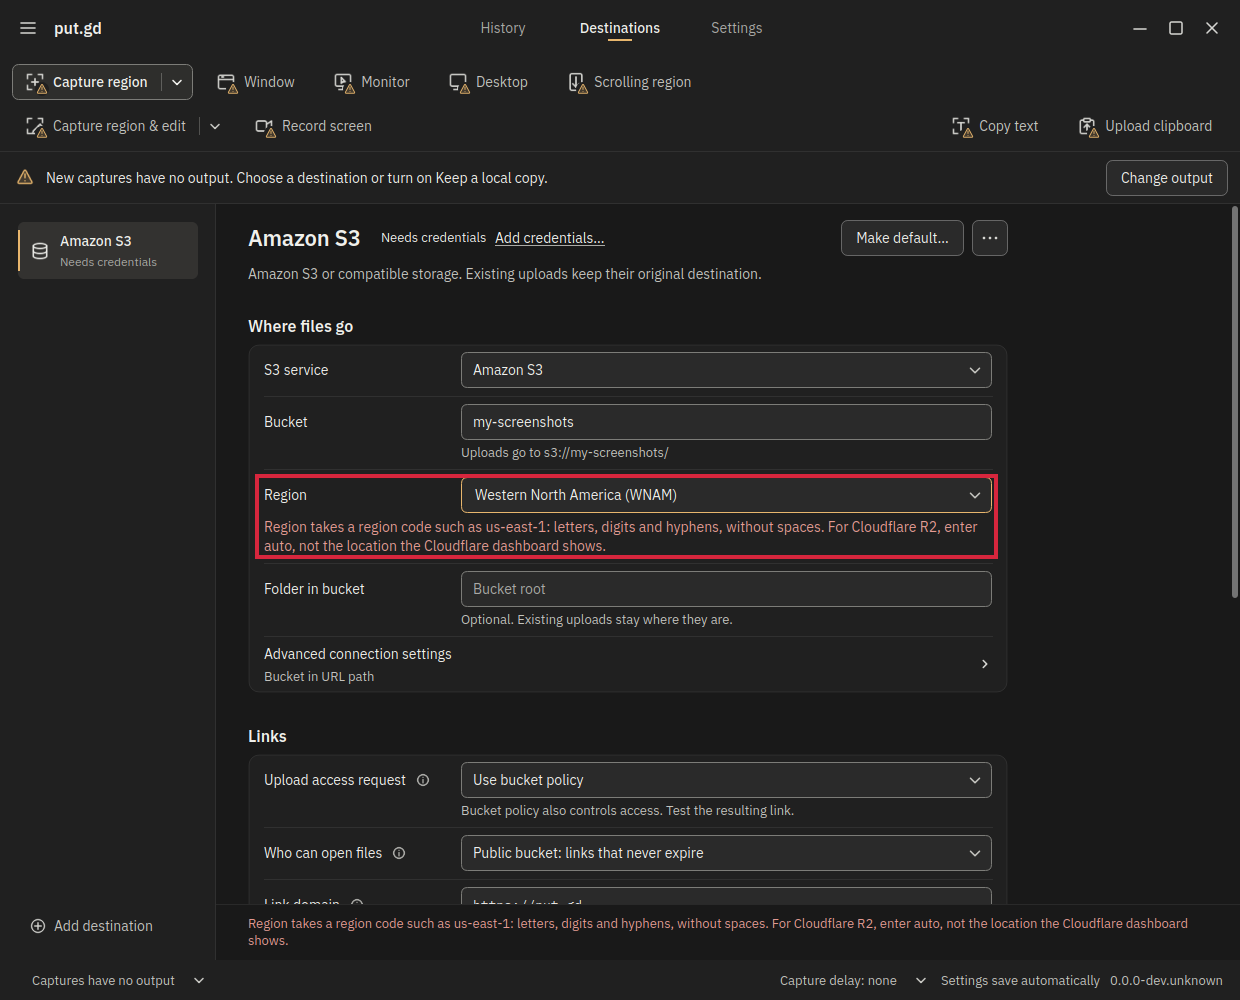 put.gd
History
Destinations
Settings
Capture region
Window
Monitor
Desktop
Scrolling region
Capture region & edit
Record screen
Copy text
Upload clipboard
New captures have no output. Choose a destination or turn on Keep a local copy.
Change output
Amazon S3
Needs credentials
Amazon S3
Needs credentials
Add credentials...
Make default...
Amazon S3 or compatible storage. Existing uploads keep their original destination.
Where files go
S3 service
Amazon S3
Bucket
my-screenshots
Uploads go to s3://my-screenshots/
Region
Western North America (WNAM)
Region takes a region code such as us-east-1: letters, digits and hyphens, without spaces. For Cloudflare R2, enter
auto, not the location the Cloudflare dashboard shows.
Folder in bucket
Bucket root
Optional. Existing uploads stay where they are.
Advanced connection settings
Bucket in URL path
Links
Upload access request
Use bucket policy
Bucket policy also controls access. Test the resulting link.
Who can open files
Public bucket: links that never expire
Link domain
https://put.gd
Add destination
Region takes a region code such as us-east-1: letters, digits and hyphens, without spaces. For Cloudflare R2, enter auto, not the location the Cloudflare dashboard
shows.
Captures have no output
Capture delay: none
Settings save automatically
0.0.0-dev.unknown